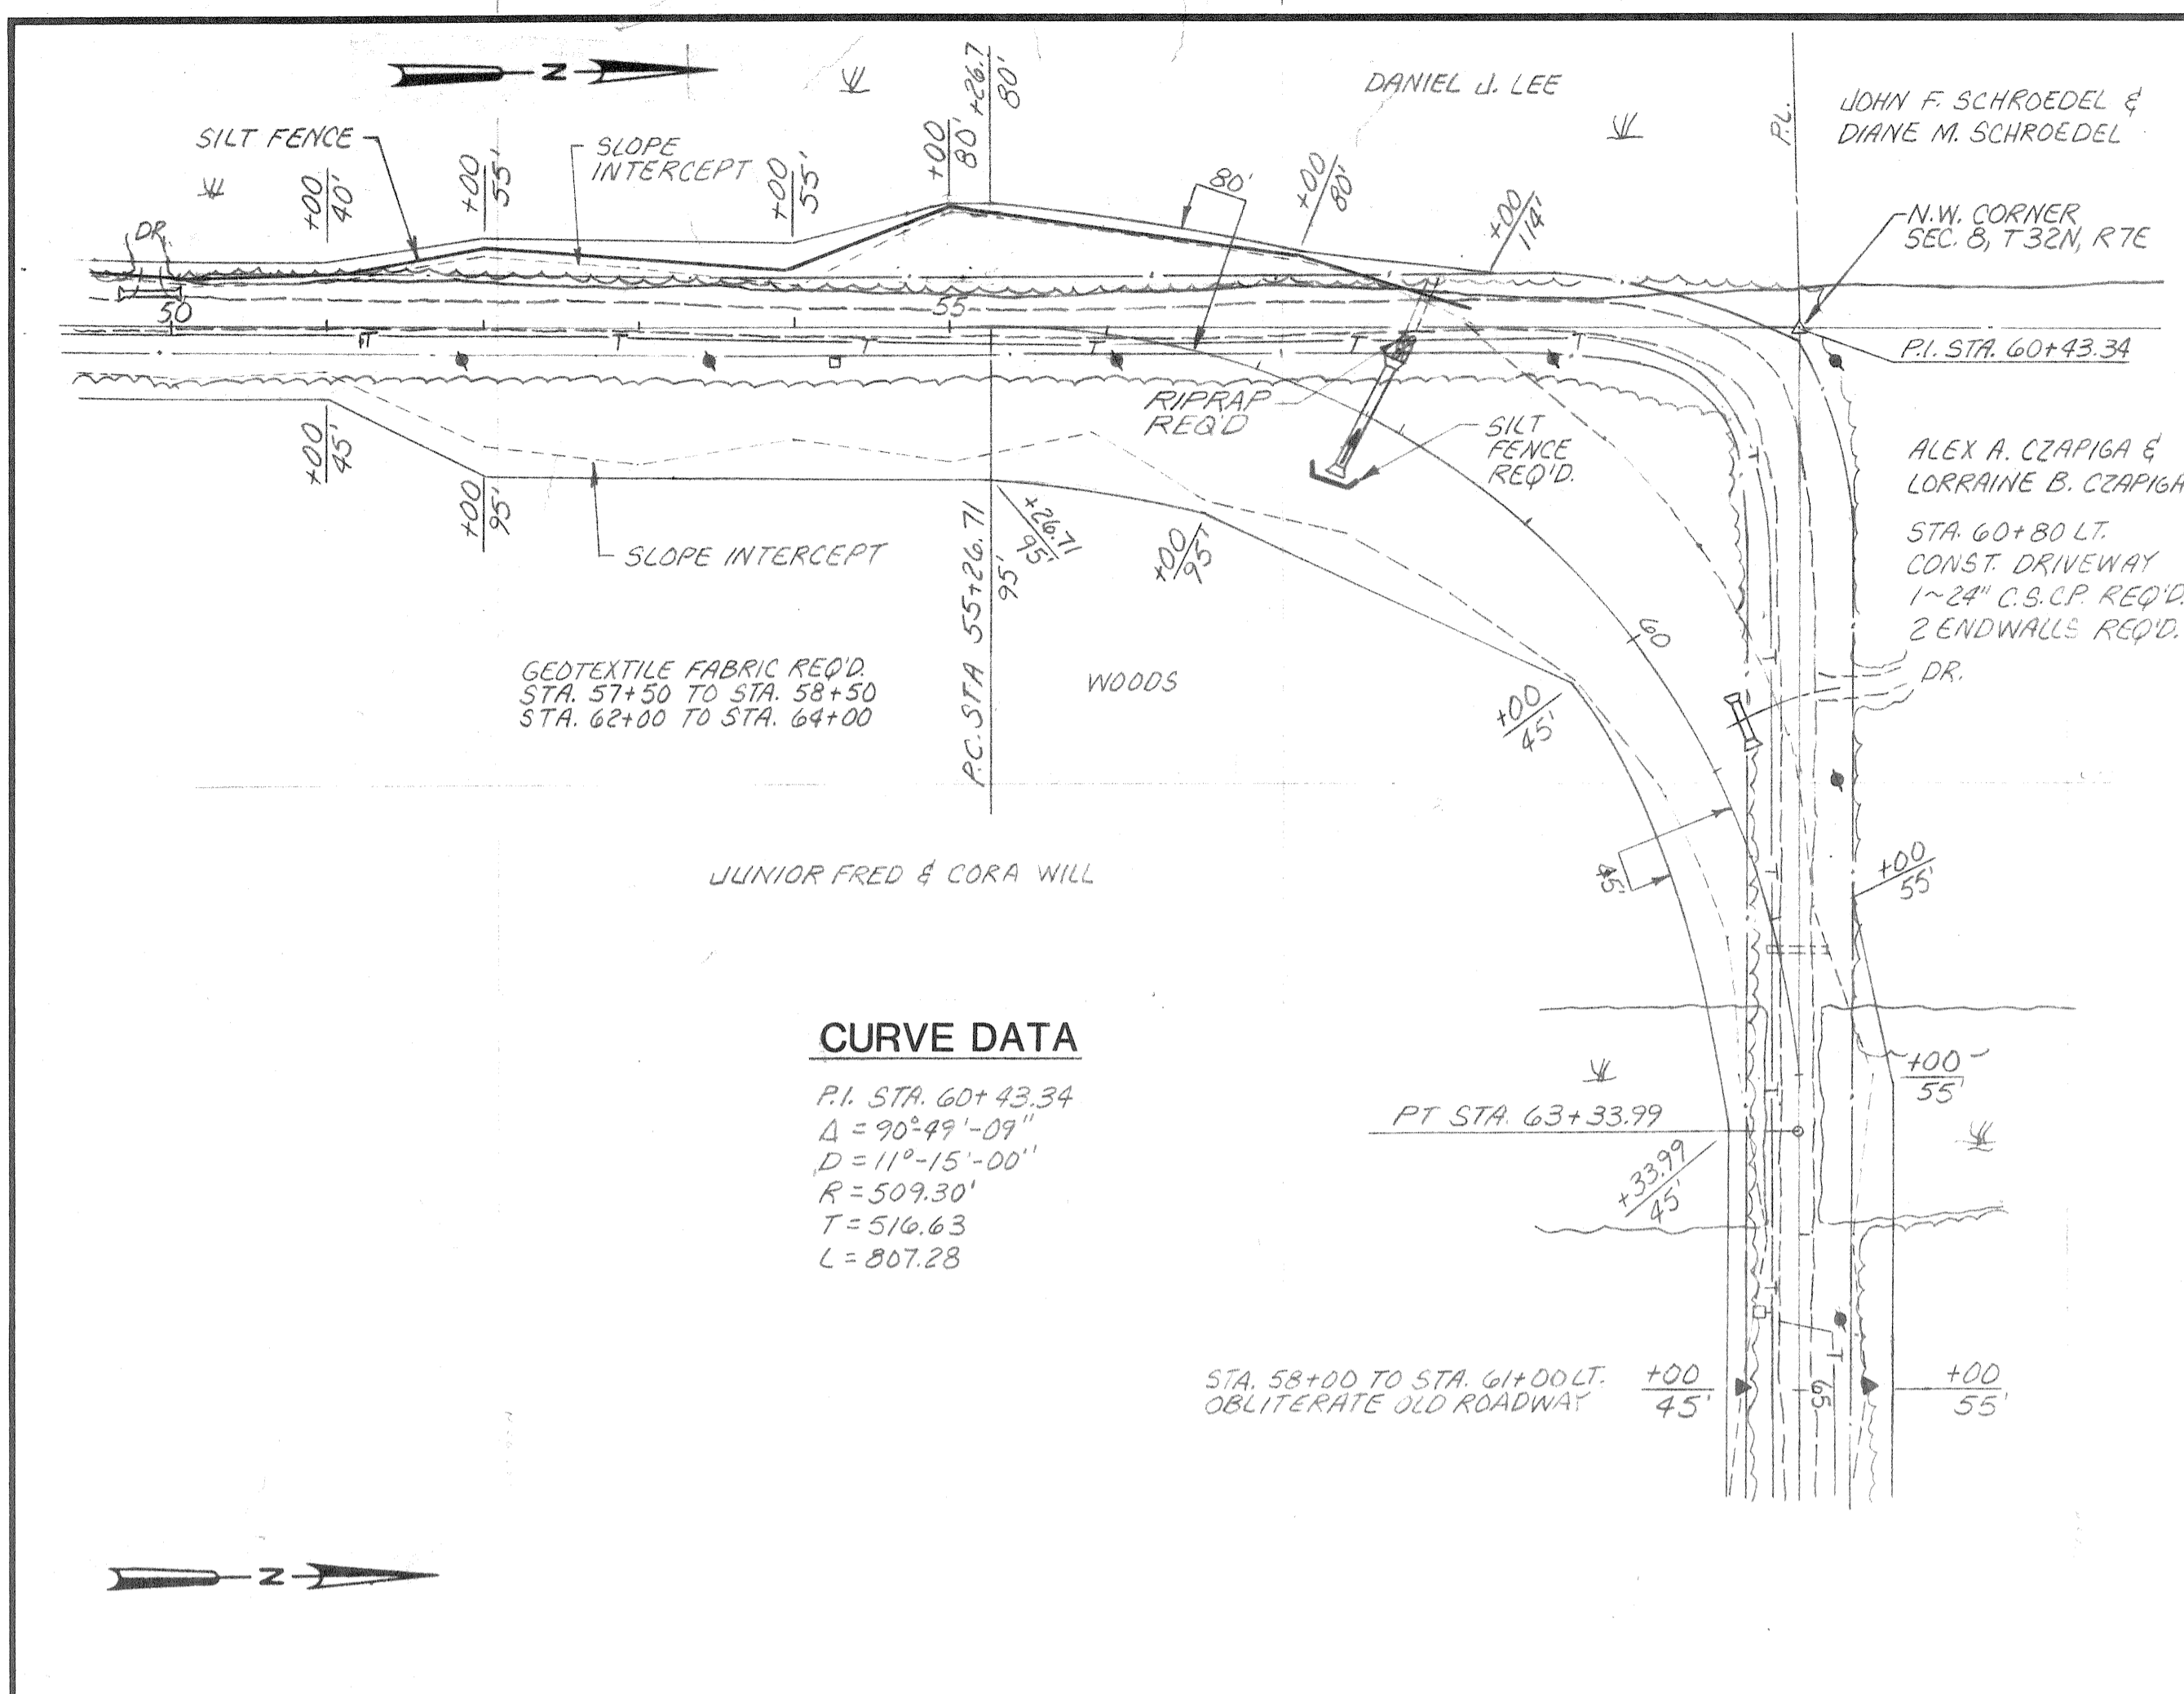 N
DANIEL J. LEE
P.L.
JOHN F. SCHROEDEL &
DIANE M. SCHROEDEL
SILT FENCE
SLOPE
INTERCEPT
+00
40'
+00
55'
+00
55'
+00
80'
+26.7
80'
80'
+00
80'
+00
114'
N.W. CORNER
SEC. 8, T32N, R7E
DR.
50
55
T
T
T
T
T
T
P.I. STA. 60+43.34
RIPRAP
REQ'D
SILT
FENCE
REQ'D.
+00
45'
+00
95'
SLOPE INTERCEPT
P.C. STA 55+26.71
95'
+26.71
95'
+00
95'
ALEX A. CZAPIGA &
LORRAINE B. CZAPIGA
STA. 60+80 LT.
CONST. DRIVEWAY
1~24" C.S.C.P. REQ'D.
2 ENDWALLS REQ'D.
DR.
60
T
T
GEOTEXTILE FABRIC REQ'D.
STA. 57+50 TO STA. 58+50
STA. 62+00 TO STA. 64+00
WOODS
+00
45'
JUNIOR FRED & CORA WILL
45'
T
+00
55'
CURVE DATA
P.I. STA. 60+43.34
Δ = 90°-49'-09"
D = 11°-15'-00"
R = 509.30'
T = 516.63
L = 807.28
+00
55'
T
PT STA. 63+33.99
+33.99
45'
T
T
STA. 58+00 TO STA. 61+00 LT.
OBLITERATE OLD ROADWAY
+00
45'
65
+00
55'
N